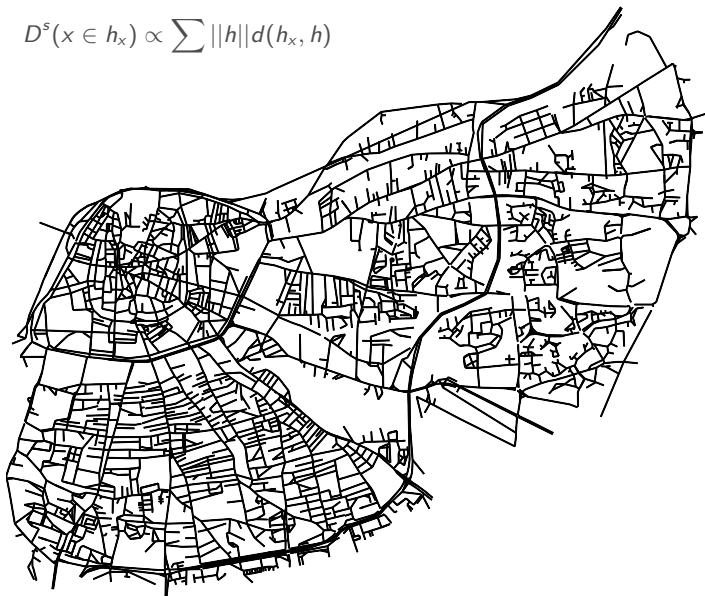 D^s(x ∈ h_x) ∝ ∑ ||h||d(h_x, h)